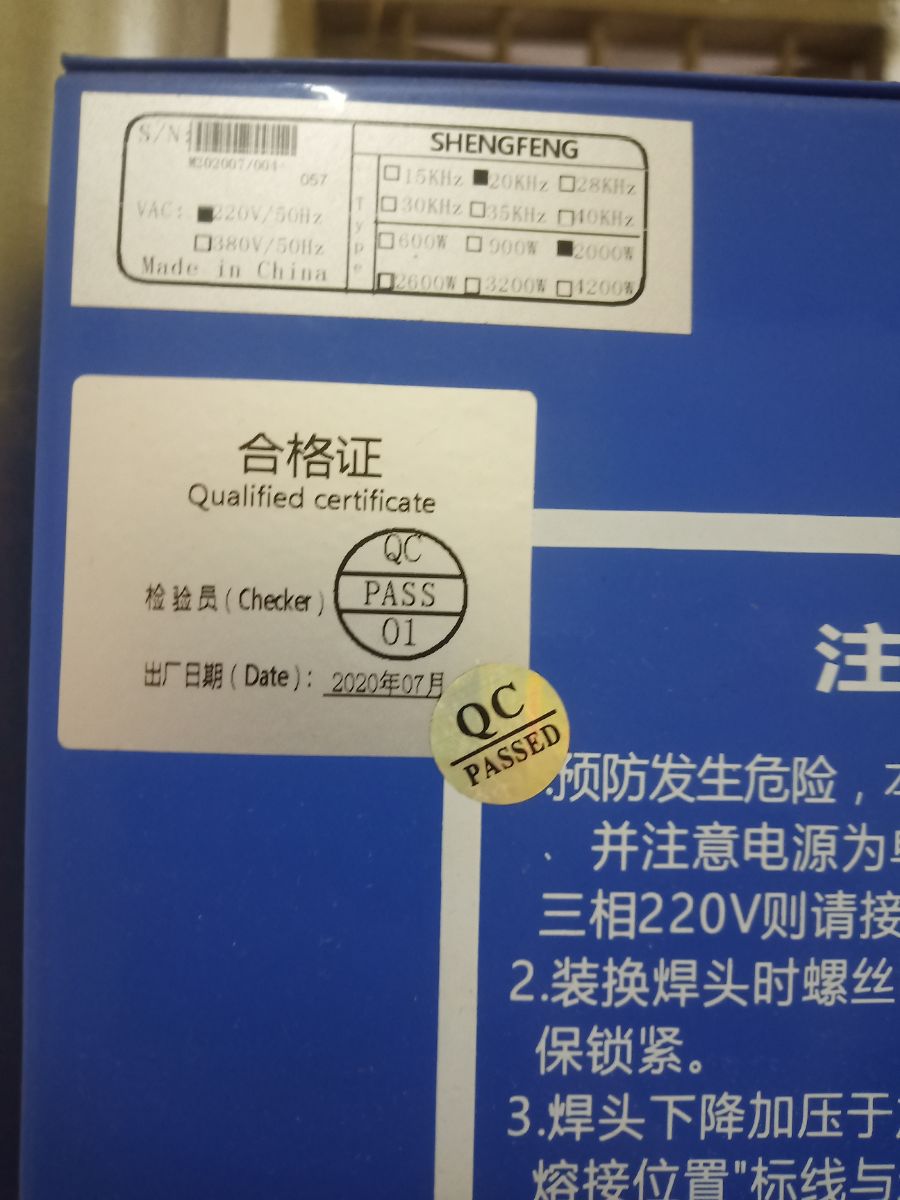 S/N:
M202007/004
057
VAC: ■220V/50Hz
□380V/50Hz
Made in China
SHENGFENG
Type
□15KHz ■20KHz □28KHz
□30KHz □35KHz □40KHz
□600W □900W ■2000W
□2600W □3200W □4200W
合格证
Qualified certificate
检验员(Checker)
QC
PASS
01
出厂日期(Date): 2020年07月
QC
PASSED
注
.预防发生危险，
并注意电源为
三相220V则请接
2.装换焊头时螺丝
保锁紧。
3.焊头下降加压于
熔接位置"标线与